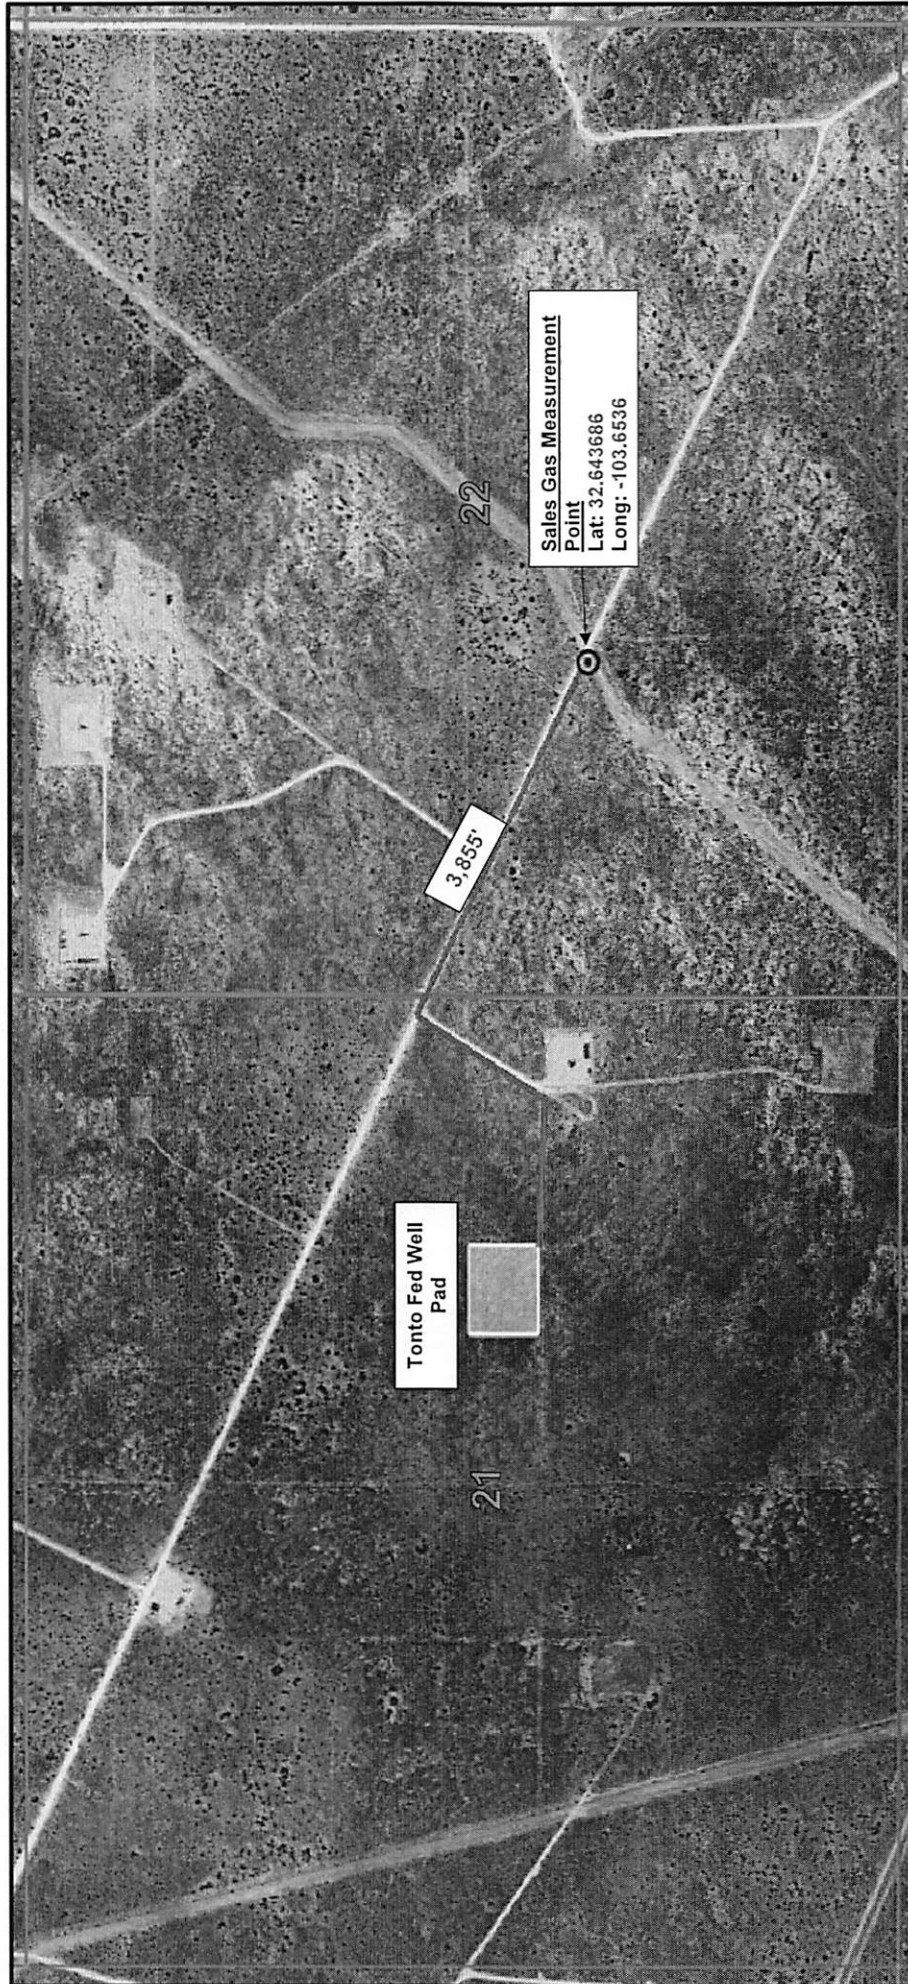 Tonto Fed Well
Pad
21
3,855'
22
Sales Gas Measurement
Point
Lat: 32.643686
Long: -103.6536